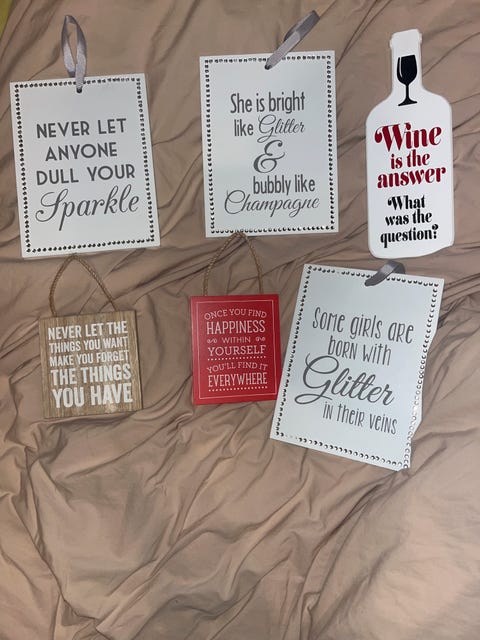 NEVER LET
ANYONE
DULL YOUR
Sparkle
She is bright
like Glitter
&
bubbly like
Champagne
Wine
is the
answer
What
was the
question?
NEVER LET THE
THINGS YOU WANT
MAKE YOU FORGET
THE THINGS
YOU HAVE
ONCE YOU FIND
HAPPINESS
WITHIN
YOURSELF
YOU'LL FIND IT
EVERYWHERE
Some girls are
born with
Glitter
in their veins